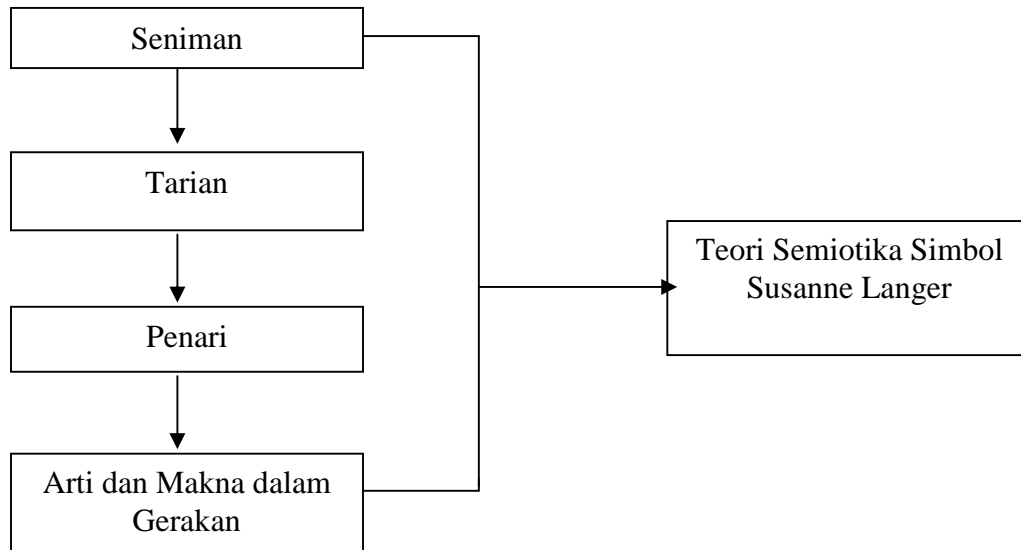 Seniman
Tarian
Penari
Arti dan Makna dalam
Gerakan
Teori Semiotika Simbol
Susanne Langer